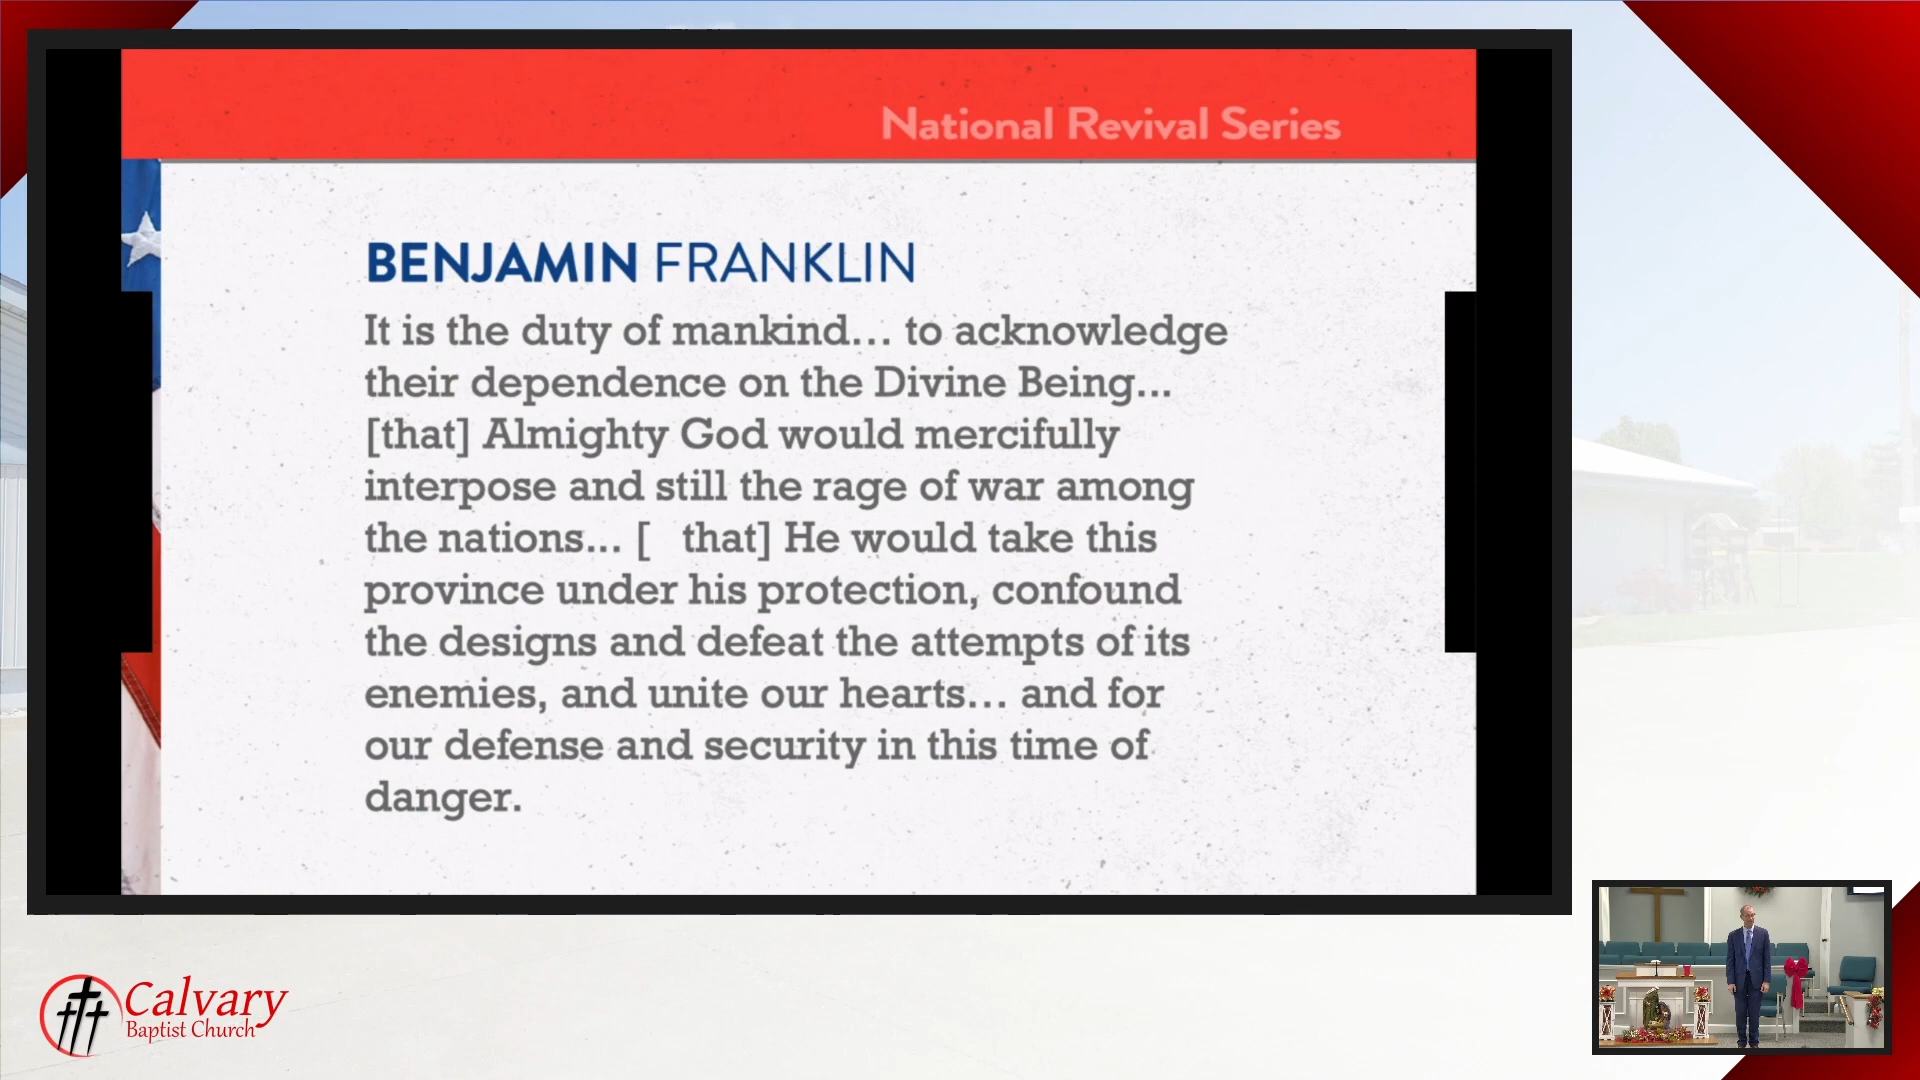 National Revival Series
BENJAMIN FRANKLIN
It is the duty of mankind... to acknowledge
their dependence on the Divine Being...
[that] Almighty God would mercifully
interpose and still the rage of war among
the nations... [ that] He would take this
province under his protection, confound
the designs and defeat the attempts of its
enemies, and unite our hearts... and for
our defense and security in this time of
danger.
Calvary
Baptist Church